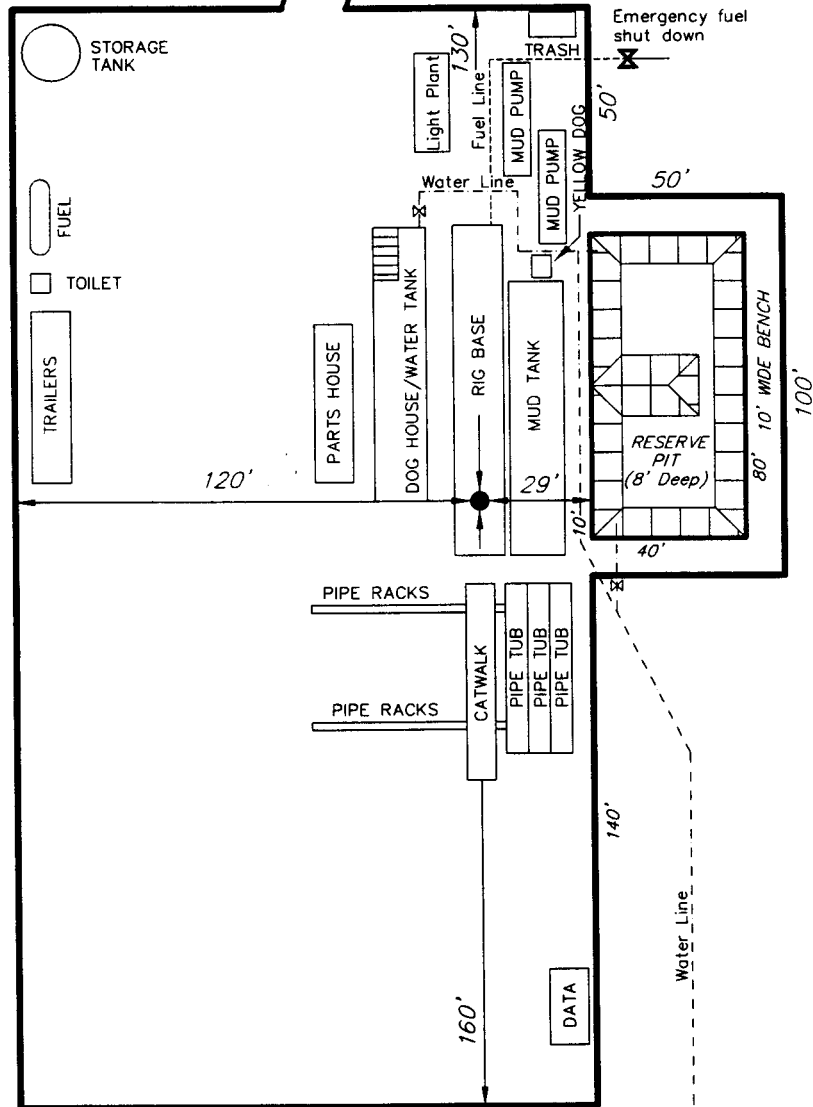 Emergency fuel
shut down
STORAGE
TANK
TRASH
130'
Light Plant
Fuel Line
MUD PUMP
MUD PUMP
YELLOW DOG
50'
50'
Water Line
FUEL
TOILET
TRAILERS
PARTS HOUSE
DOG HOUSE/WATER TANK
RIG BASE
MUD TANK
RESERVE
PIT
(8' Deep)
10' WIDE BENCH
100'
80'
120'
29'
10'
40'
PIPE RACKS
CATWALK
PIPE TUB
PIPE TUB
PIPE TUB
PIPE RACKS
140'
Water Line
DATA
160'